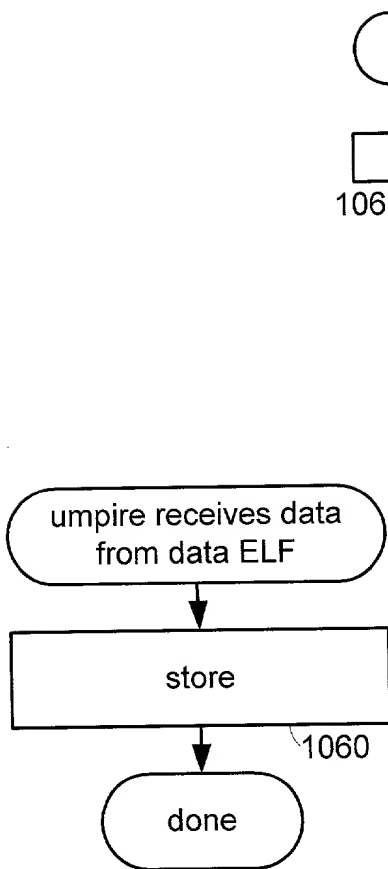 106
umpire receives data
from data ELF
store
1060
done